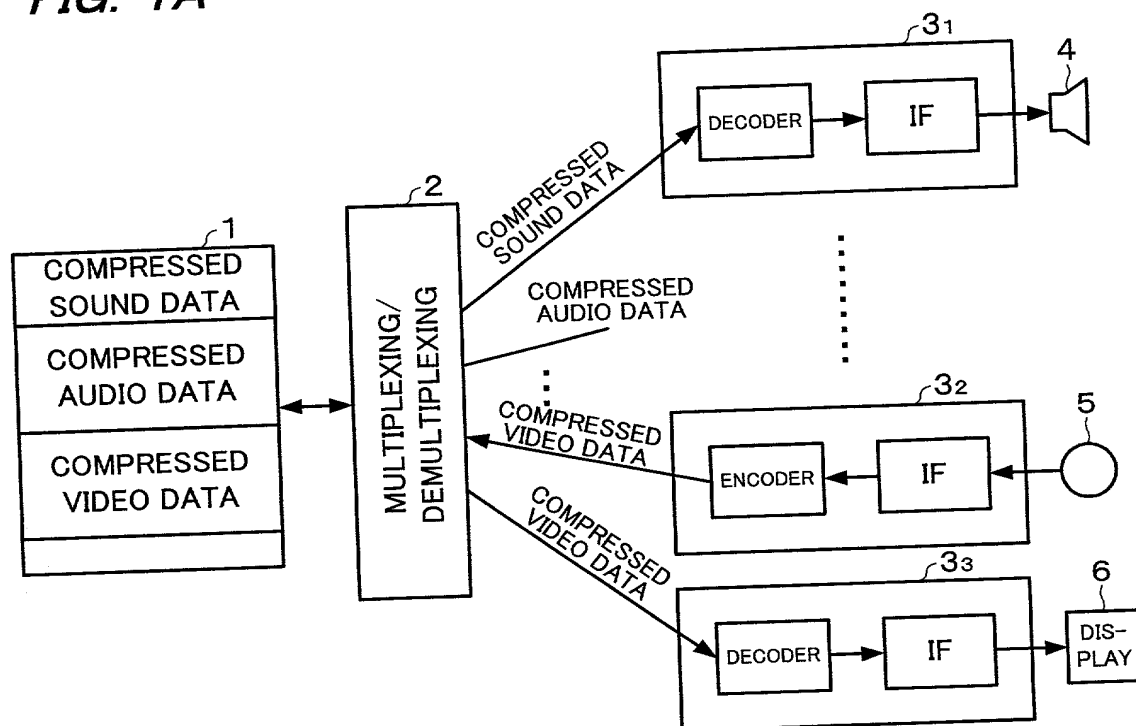 FIG. 1A
1
COMPRESSED
SOUND DATA
COMPRESSED
AUDIO DATA
COMPRESSED
VIDEO DATA
2
MULTIPLEXING/
DEMULTIPLEXING
COMPRESSED
SOUND DATA
COMPRESSED
AUDIO DATA
COMPRESSED
VIDEO DATA
COMPRESSED
VIDEO DATA
31
DECODER
IF
4
32
ENCODER
IF
5
33
DECODER
IF
6
DIS-
PLAY